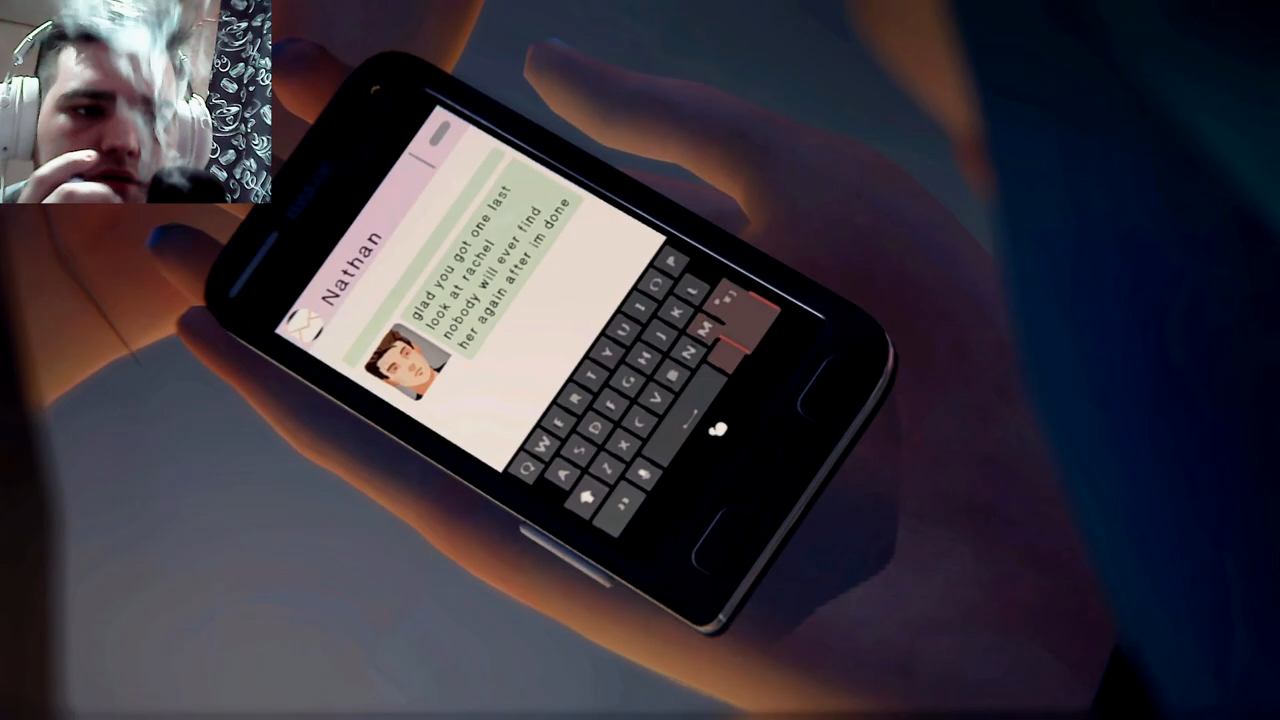 Nathan
glad you got one last
look at rachel
nobody will ever find
her again after im done
Q W E R T Y U I O P
A S D F G H J K L
Z X C V B N M